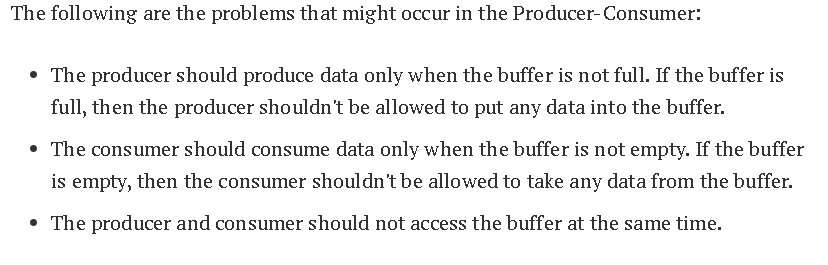 The following are the problems that might occur in the Producer-Consumer:
• The producer should produce data only when the buffer is not full. If the buffer is
full, then the producer shouldn't be allowed to put any data into the buffer.
• The consumer should consume data only when the buffer is not empty. If the buffer
is empty, then the consumer shouldn't be allowed to take any data from the buffer.
• The producer and consumer should not access the buffer at the same time.